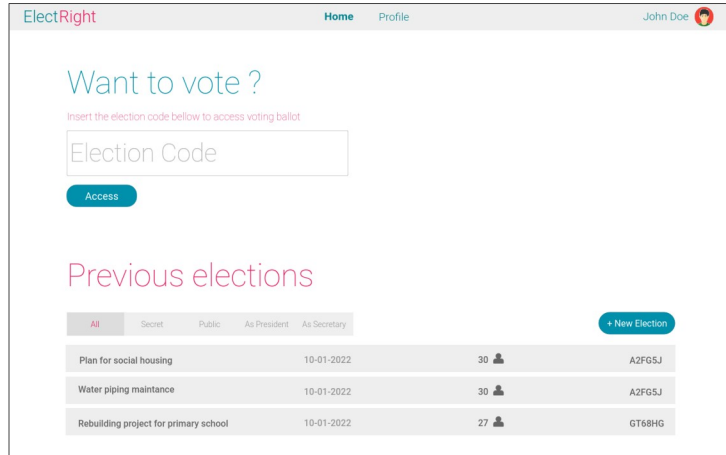 ElectRight Home Profile John Doe
Want to vote ?
Insert the election code bellow to access voting ballot
Election Code
Access
Previous elections
All Secret Public As President As Secretary + New Election
Plan for social housing 10-01-2022 30 A2FG5J
Water piping maintance 10-01-2022 30 A2FG5J
Rebuilding project for primary school 10-01-2022 27 GT68HG